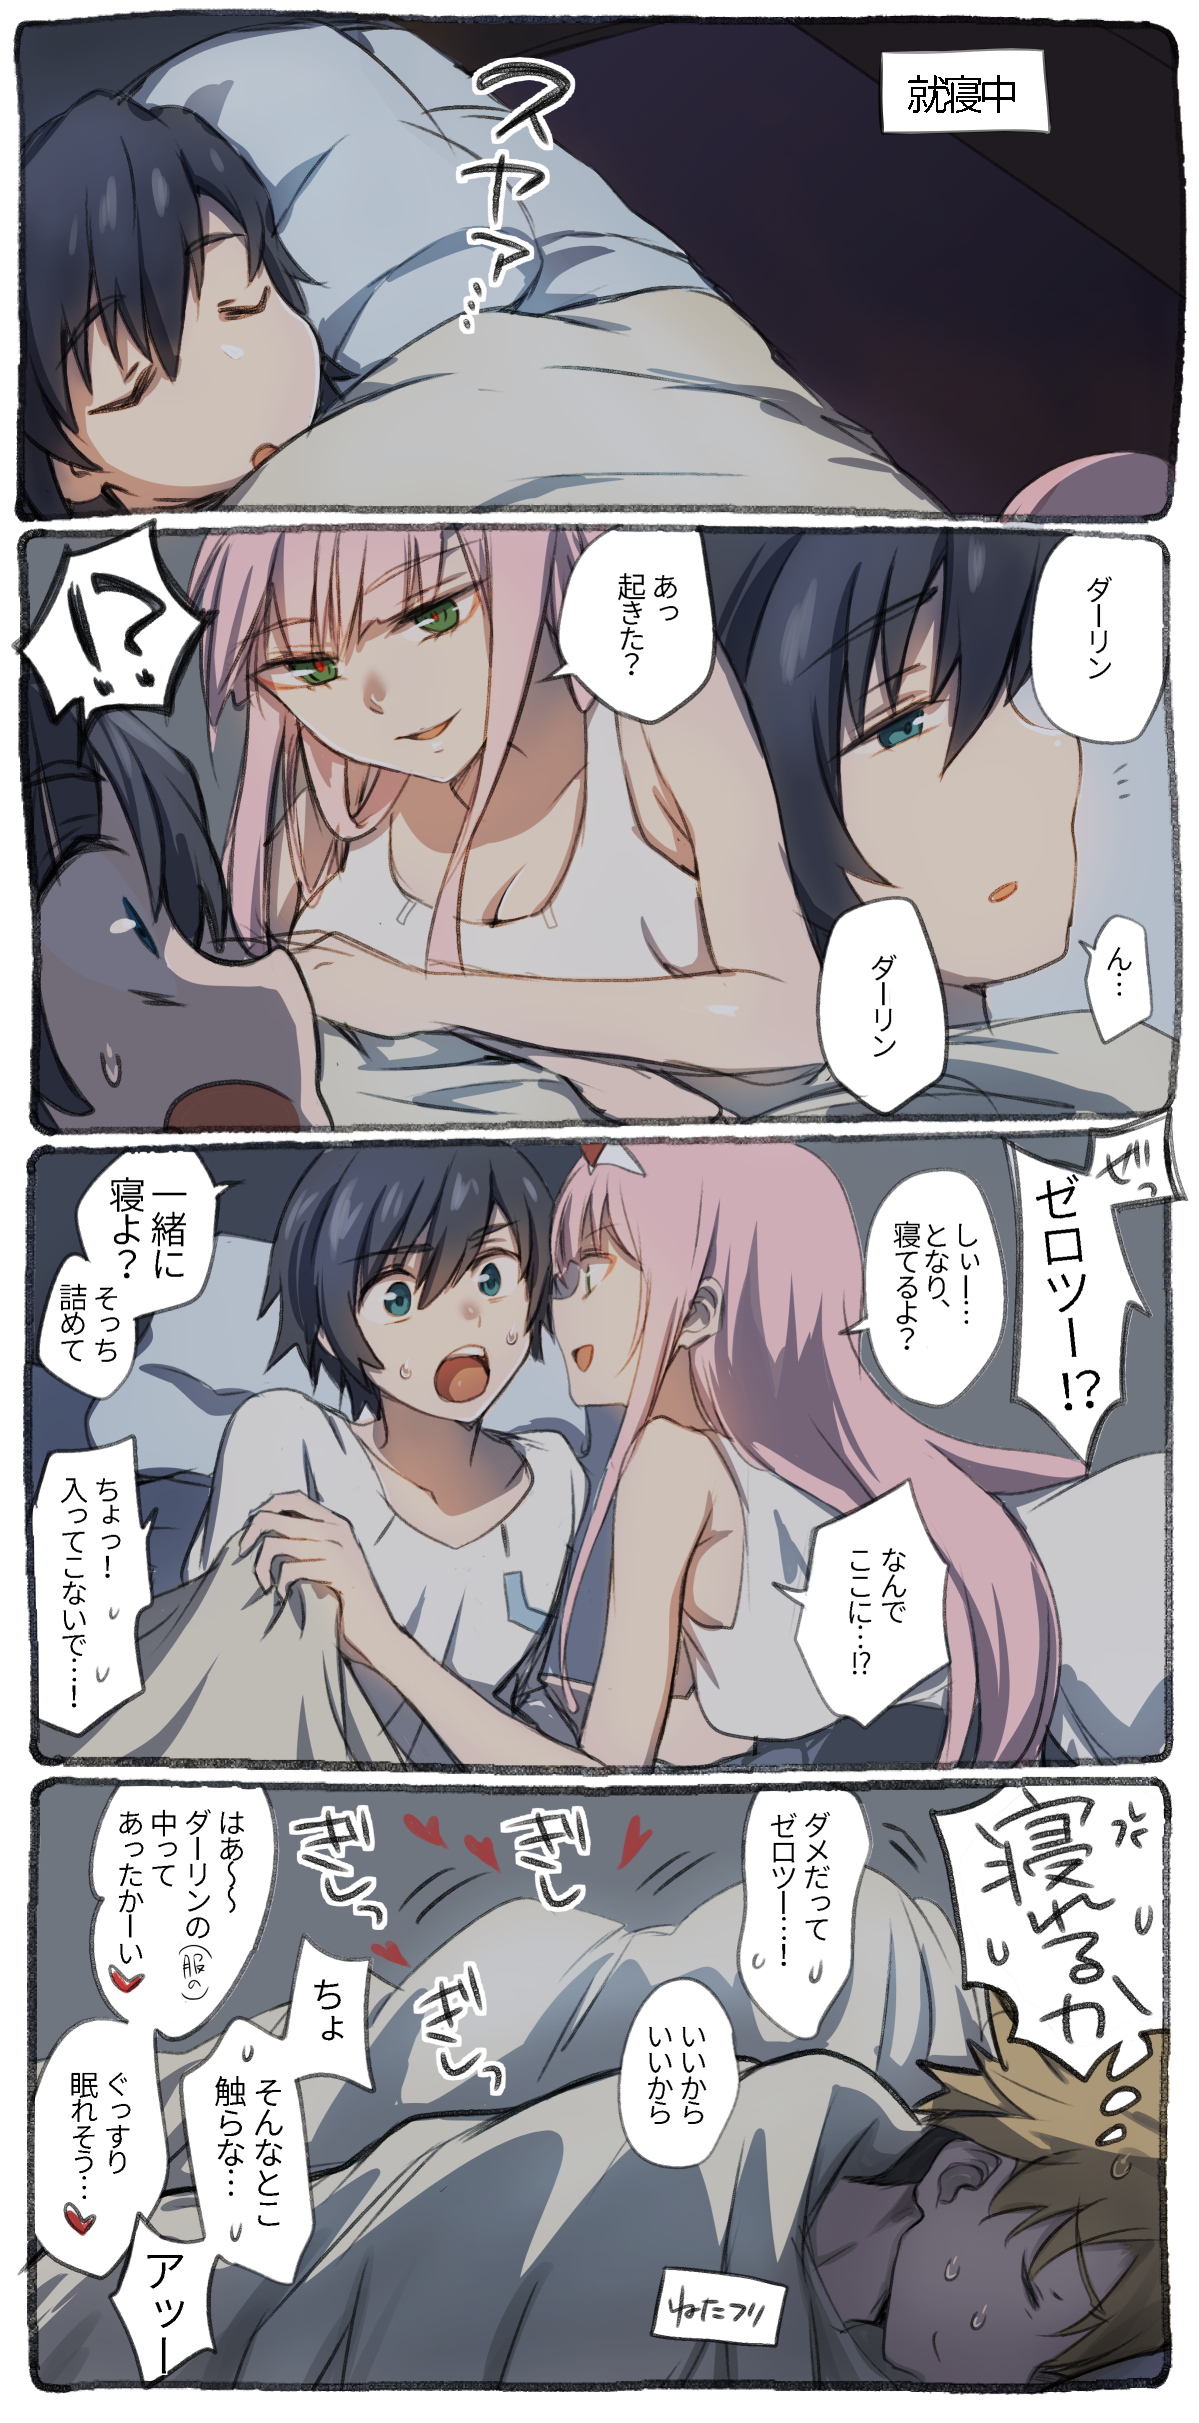 就寝中
スヤァ…
ダーリン
ん…
ダーリン
あっ
起きた？
！？
ぜっ
ゼロツー！？
しぃー…
となり、
寝てるよ？
なんで
ここに…！？
一緒に
寝よ？
そっち
詰めて
ちょっ！
入ってこないで…！
寝れるか
ダメだって
ゼロツー…！
いいから
いいから
ぎしっ
ぎしっ
ぎしっ
はあ〜〜
ダーリンの
(服の)
中って
あったかーい
ちょ
そんなとこ
触らな…
ぐっすり
眠れそう…
アッー
ねたフリ